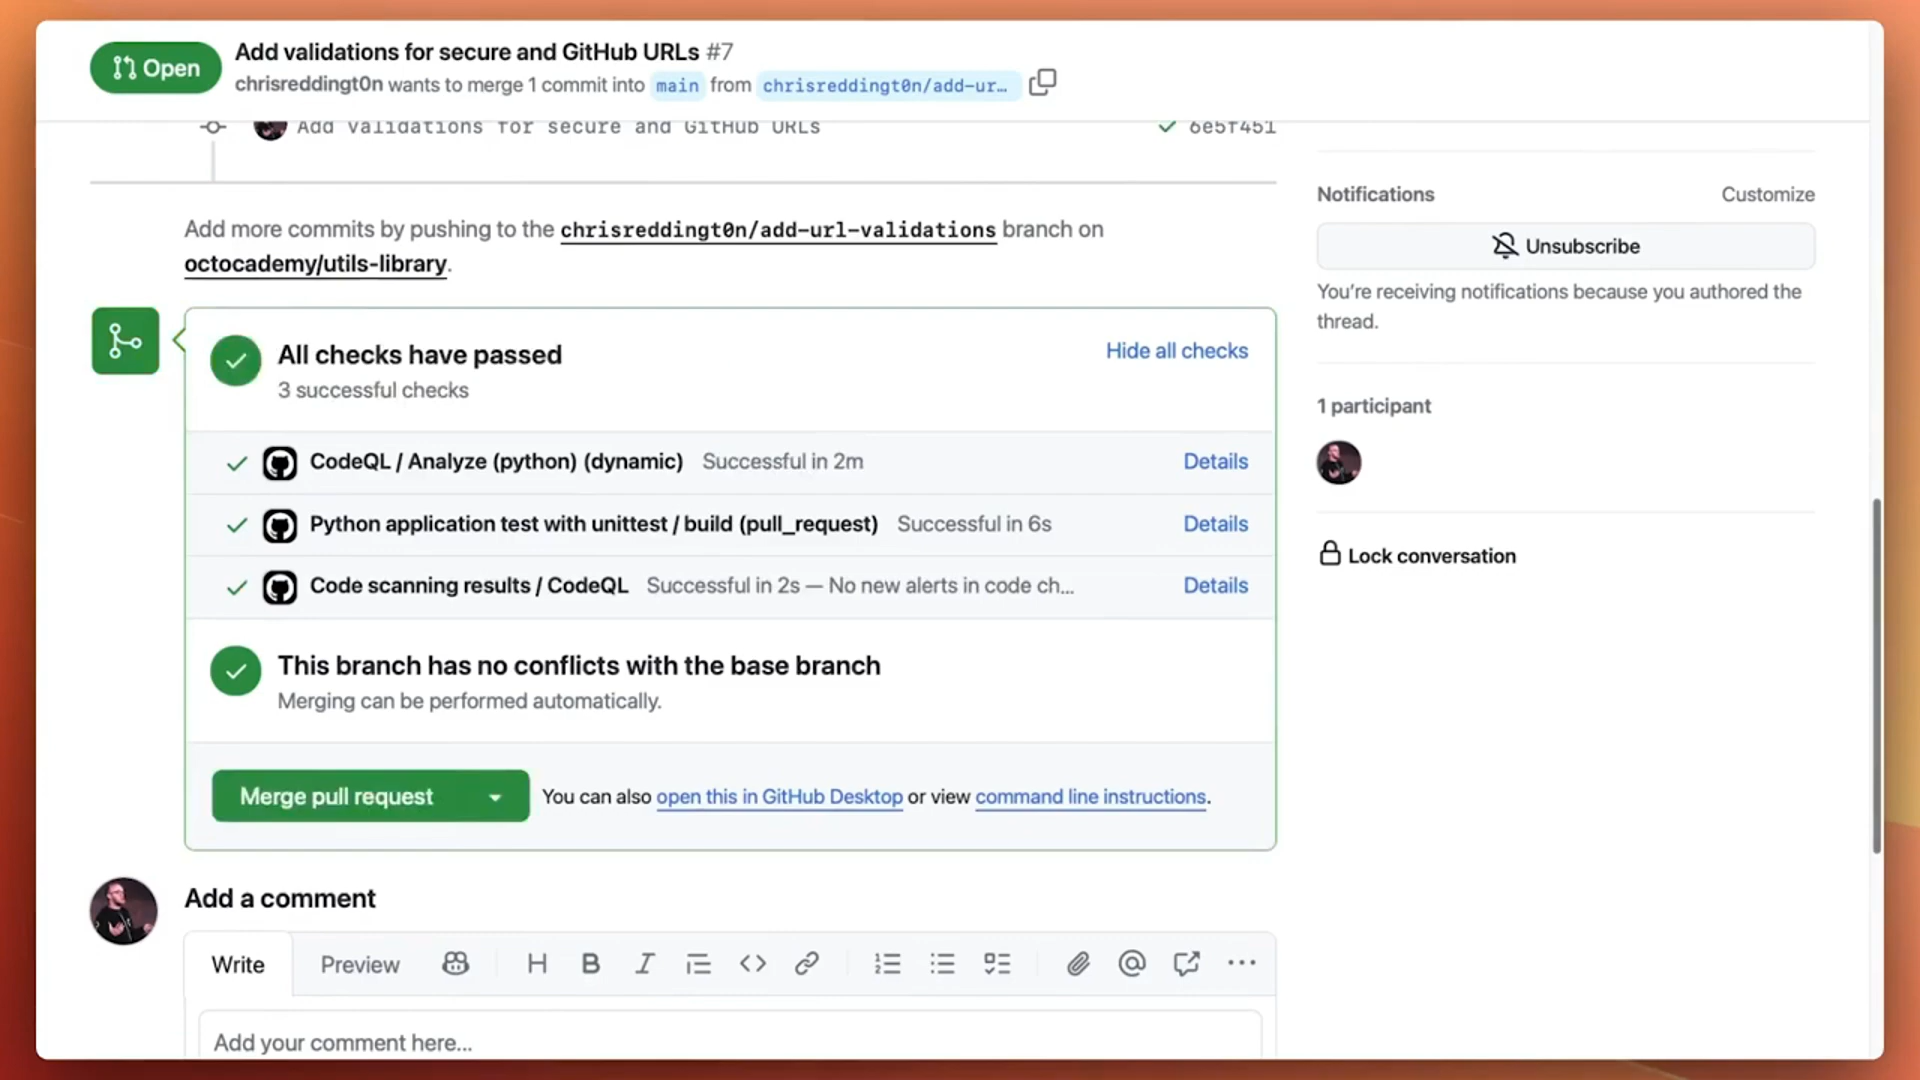 Open
Add validations for secure and GitHub URLs #7
chrisreddingt0n wants to merge 1 commit into main from chrisreddingt0n/add-ur...
Add validations for secure and GitHub URLs
6e5f451
Add more commits by pushing to the chrisreddingt0n/add-url-validations branch on
octocademy/utils-library.
All checks have passed
Hide all checks
3 successful checks
CodeQL / Analyze (python) (dynamic) Successful in 2m Details
Python application test with unittest / build (pull_request) Successful in 6s Details
Code scanning results / CodeQL Successful in 2s — No new alerts in code ch... Details
This branch has no conflicts with the base branch
Merging can be performed automatically.
Merge pull request
You can also open this in GitHub Desktop or view command line instructions.
Add a comment
Write Preview H B I
Add your comment here...
Notifications
Customize
Unsubscribe
You're receiving notifications because you authored the
thread.
1 participant
Lock conversation